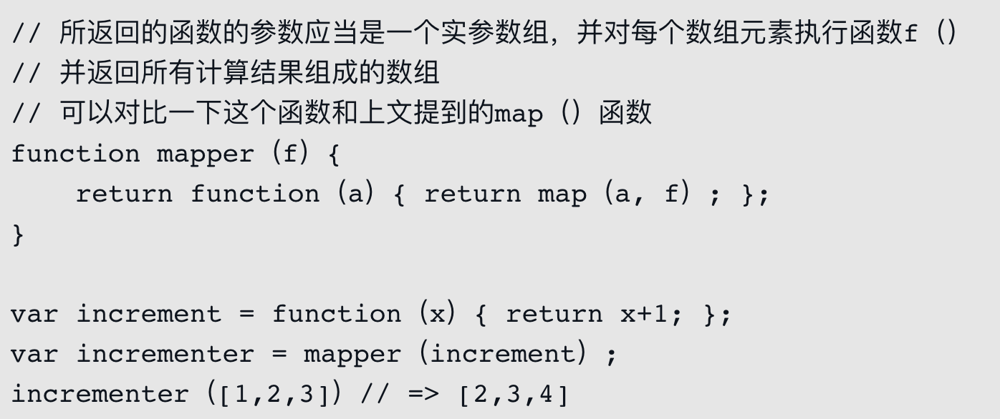 // 所返回的函数的参数应当是一个实参数组，并对每个数组元素执行函数f ()
// 并返回所有计算结果组成的数组
// 可以对比一下这个函数和上文提到的map () 函数
function mapper (f) {
    return function (a) { return map (a, f) ; };
}

var increment = function (x) { return x+1; };
var incrementer = mapper (increment) ;
incrementer ([1,2,3]) // => [2,3,4]